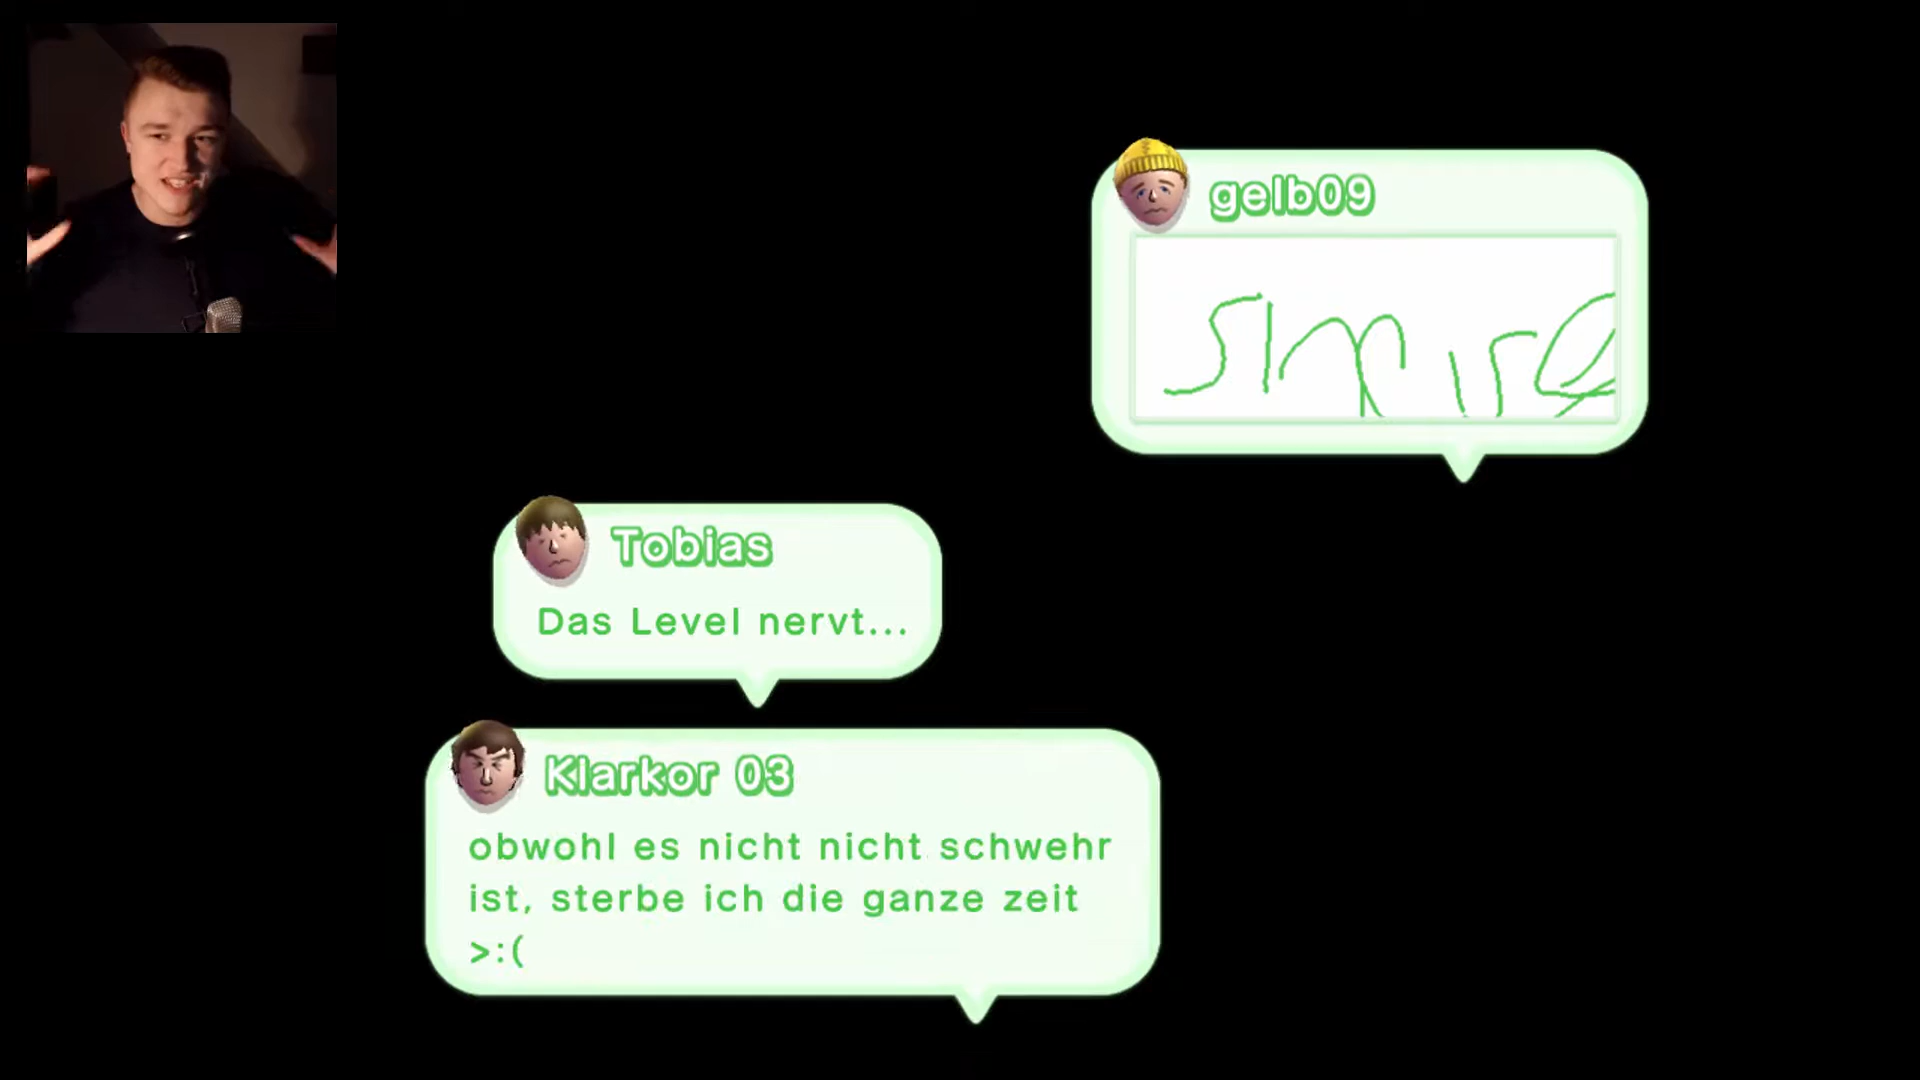 gelb09
Tobias
Das Level nervt...
Klarkor 03
obwohl es nicht nicht schwehr
ist, sterbe ich die ganze zeit
>:(